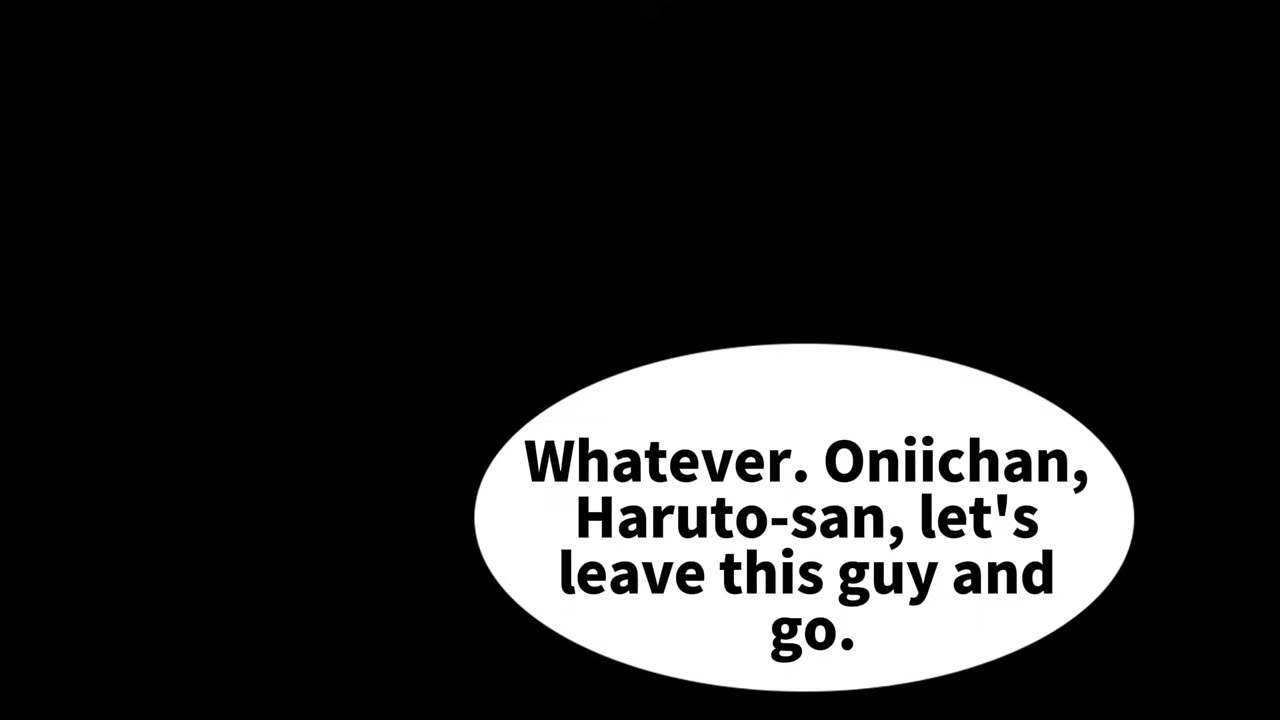 Whatever. Oniichan,
Haruto-san, let's
leave this guy and
go.